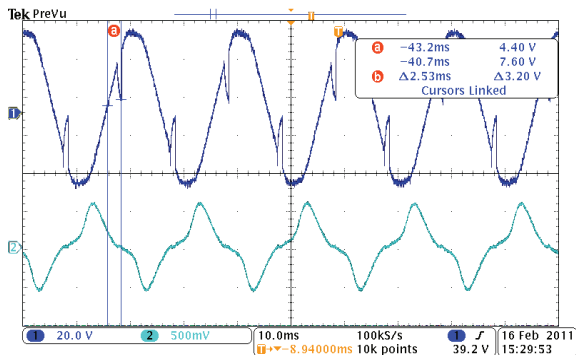 Tek PreVu
T
a
T
a −43.2ms 4.40 V
−40.7ms 7.60 V
b Δ2.53ms Δ3.20 V
Cursors Linked
1
2
1 20.0 V 2 500mV 10.0ms 100kS/s 1 16 Feb 2011
T→▼−8.94000ms 10k points 39.2 V 15:29:53